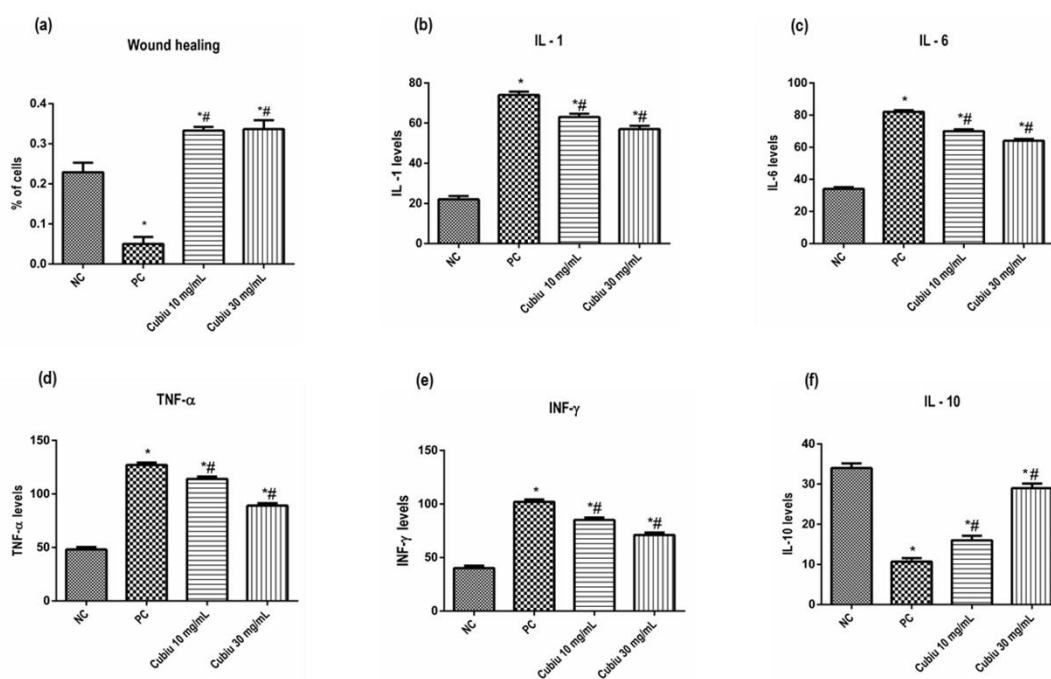 (a)
Wound healing
% of cells
0.4
0.3
0.2
0.1
0.0
*
*#
*#
NC
PC
Cubiu 10 mg/mL
Cubiu 30 mg/mL
(b)
IL - 1
IL -1 levels
80
60
40
20
0
*
*#
*#
NC
PC
Cubiu 10 mg/mL
Cubiu 30 mg/mL
(c)
IL - 6
IL-6 levels
100
80
60
40
20
0
*
*#
*#
NC
PC
Cubiu 10 mg/mL
Cubiu 30 mg/mL
(d)
TNF-α
TNF-α levels
150
100
50
0
*
*#
*#
NC
PC
Cubiu 10 mg/mL
Cubiu 30 mg/mL
(e)
INF-γ
INF-γ levels
150
100
50
0
*
*#
*#
NC
PC
Cubiu 10 mg/mL
Cubiu 30 mg/mL
(f)
IL - 10
IL-10 levels
40
30
20
10
0
*
*#
*#
NC
PC
Cubiu 10 mg/mL
Cubiu 30 mg/mL